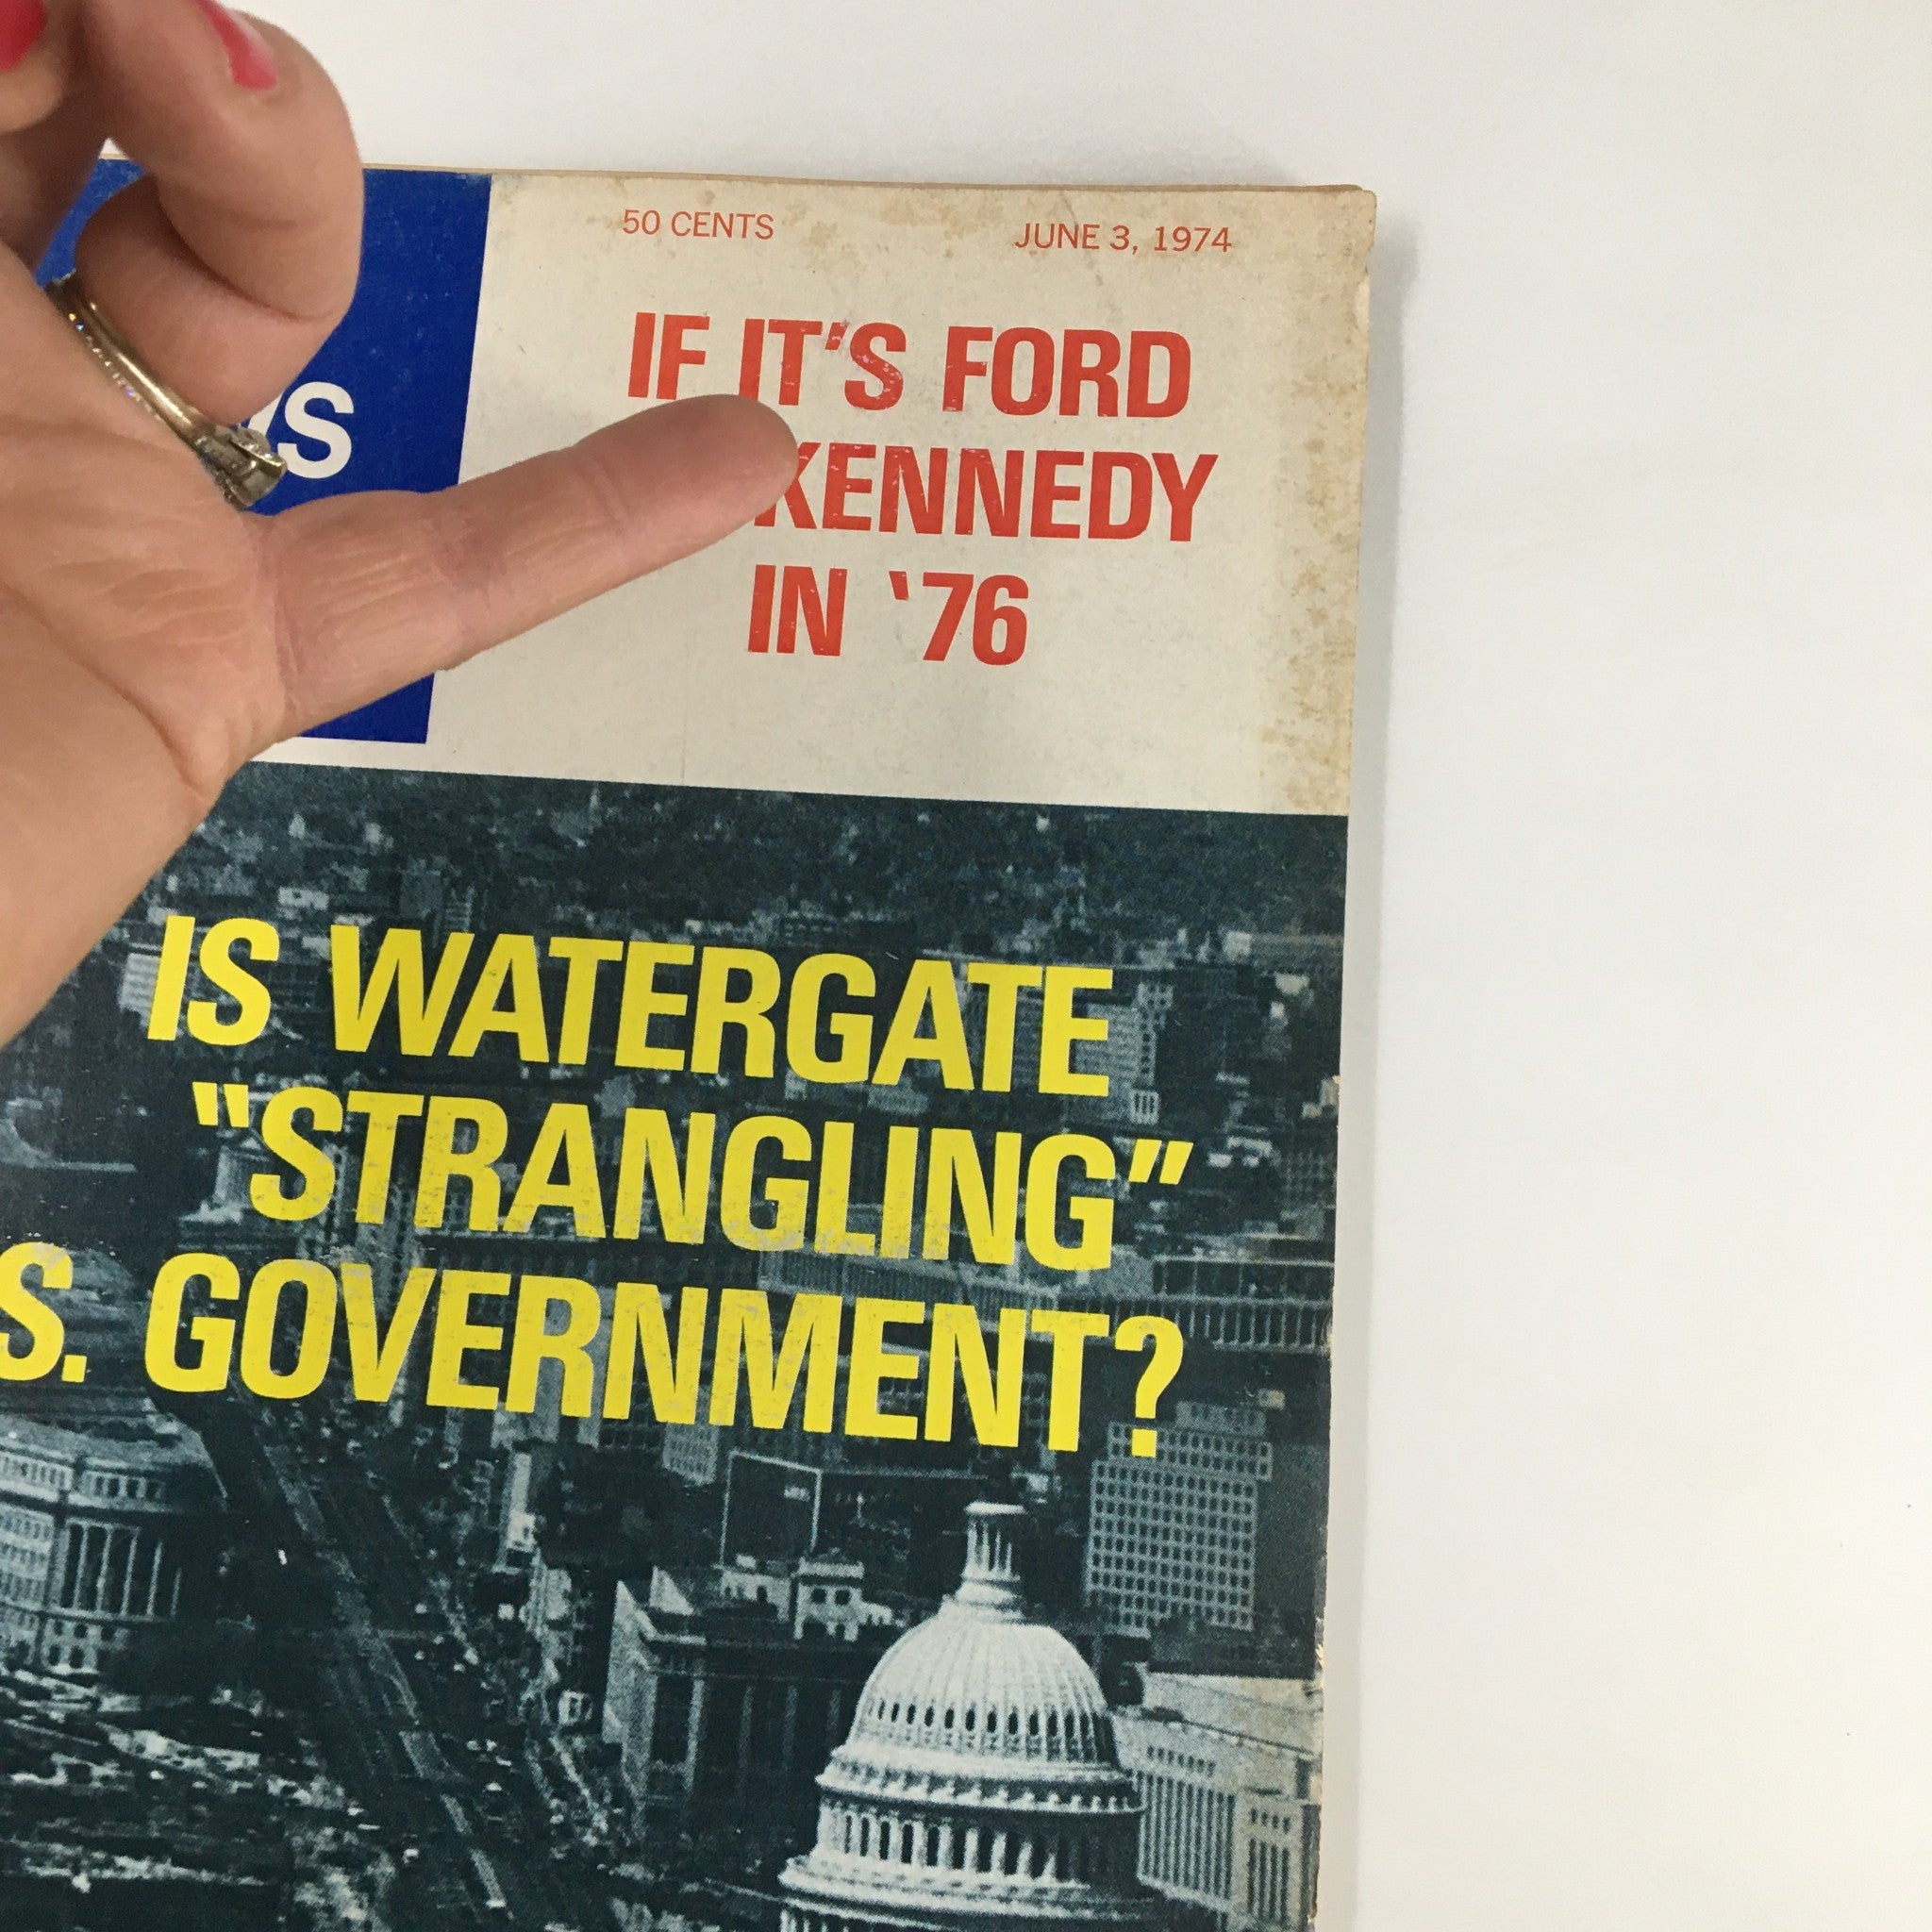 50 CENTS JUNE 3, 1974
IF IT'S FORD
KENNEDY
IN '76
IS WATERGATE
"STRANGLING"
S. GOVERNMENT?